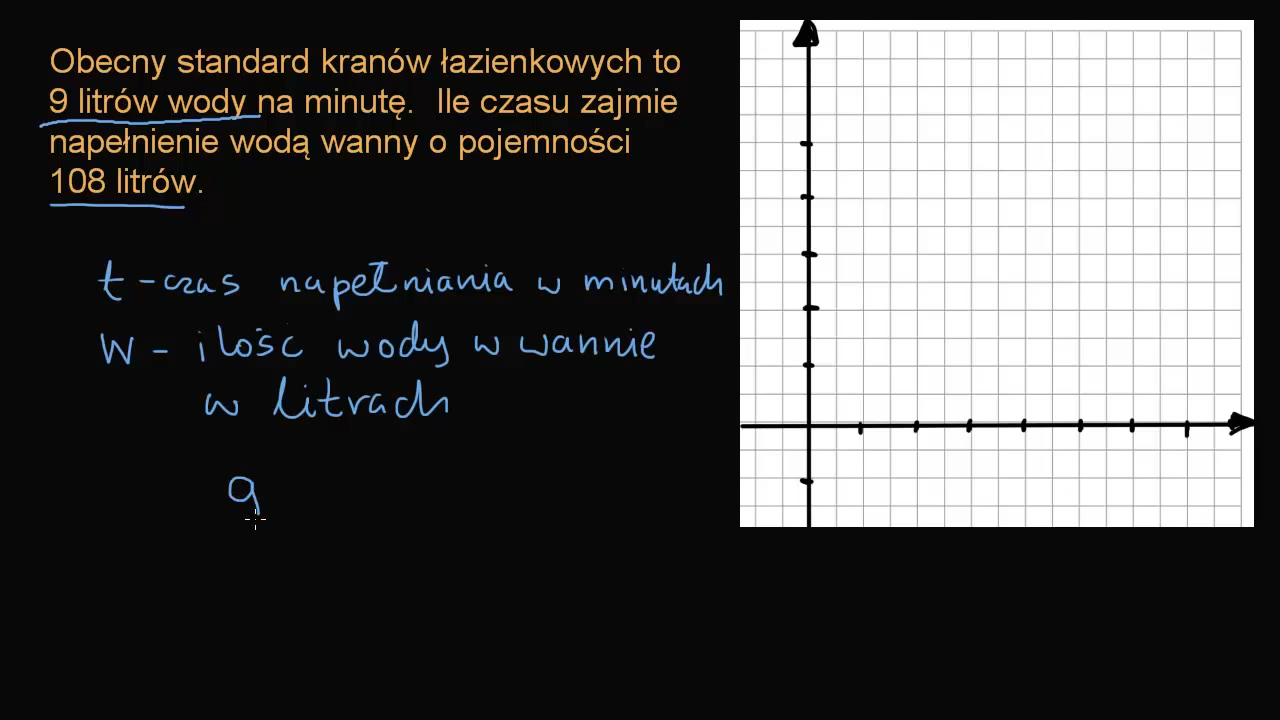 Obecny standard kranów łazienkowych to
9 litrów wody na minutę. Ile czasu zajmie
napełnienie wodą wanny o pojemności
108 litrów.
t - czas napełniania w minutach
W - ilość wody w wannie
w litrach
9